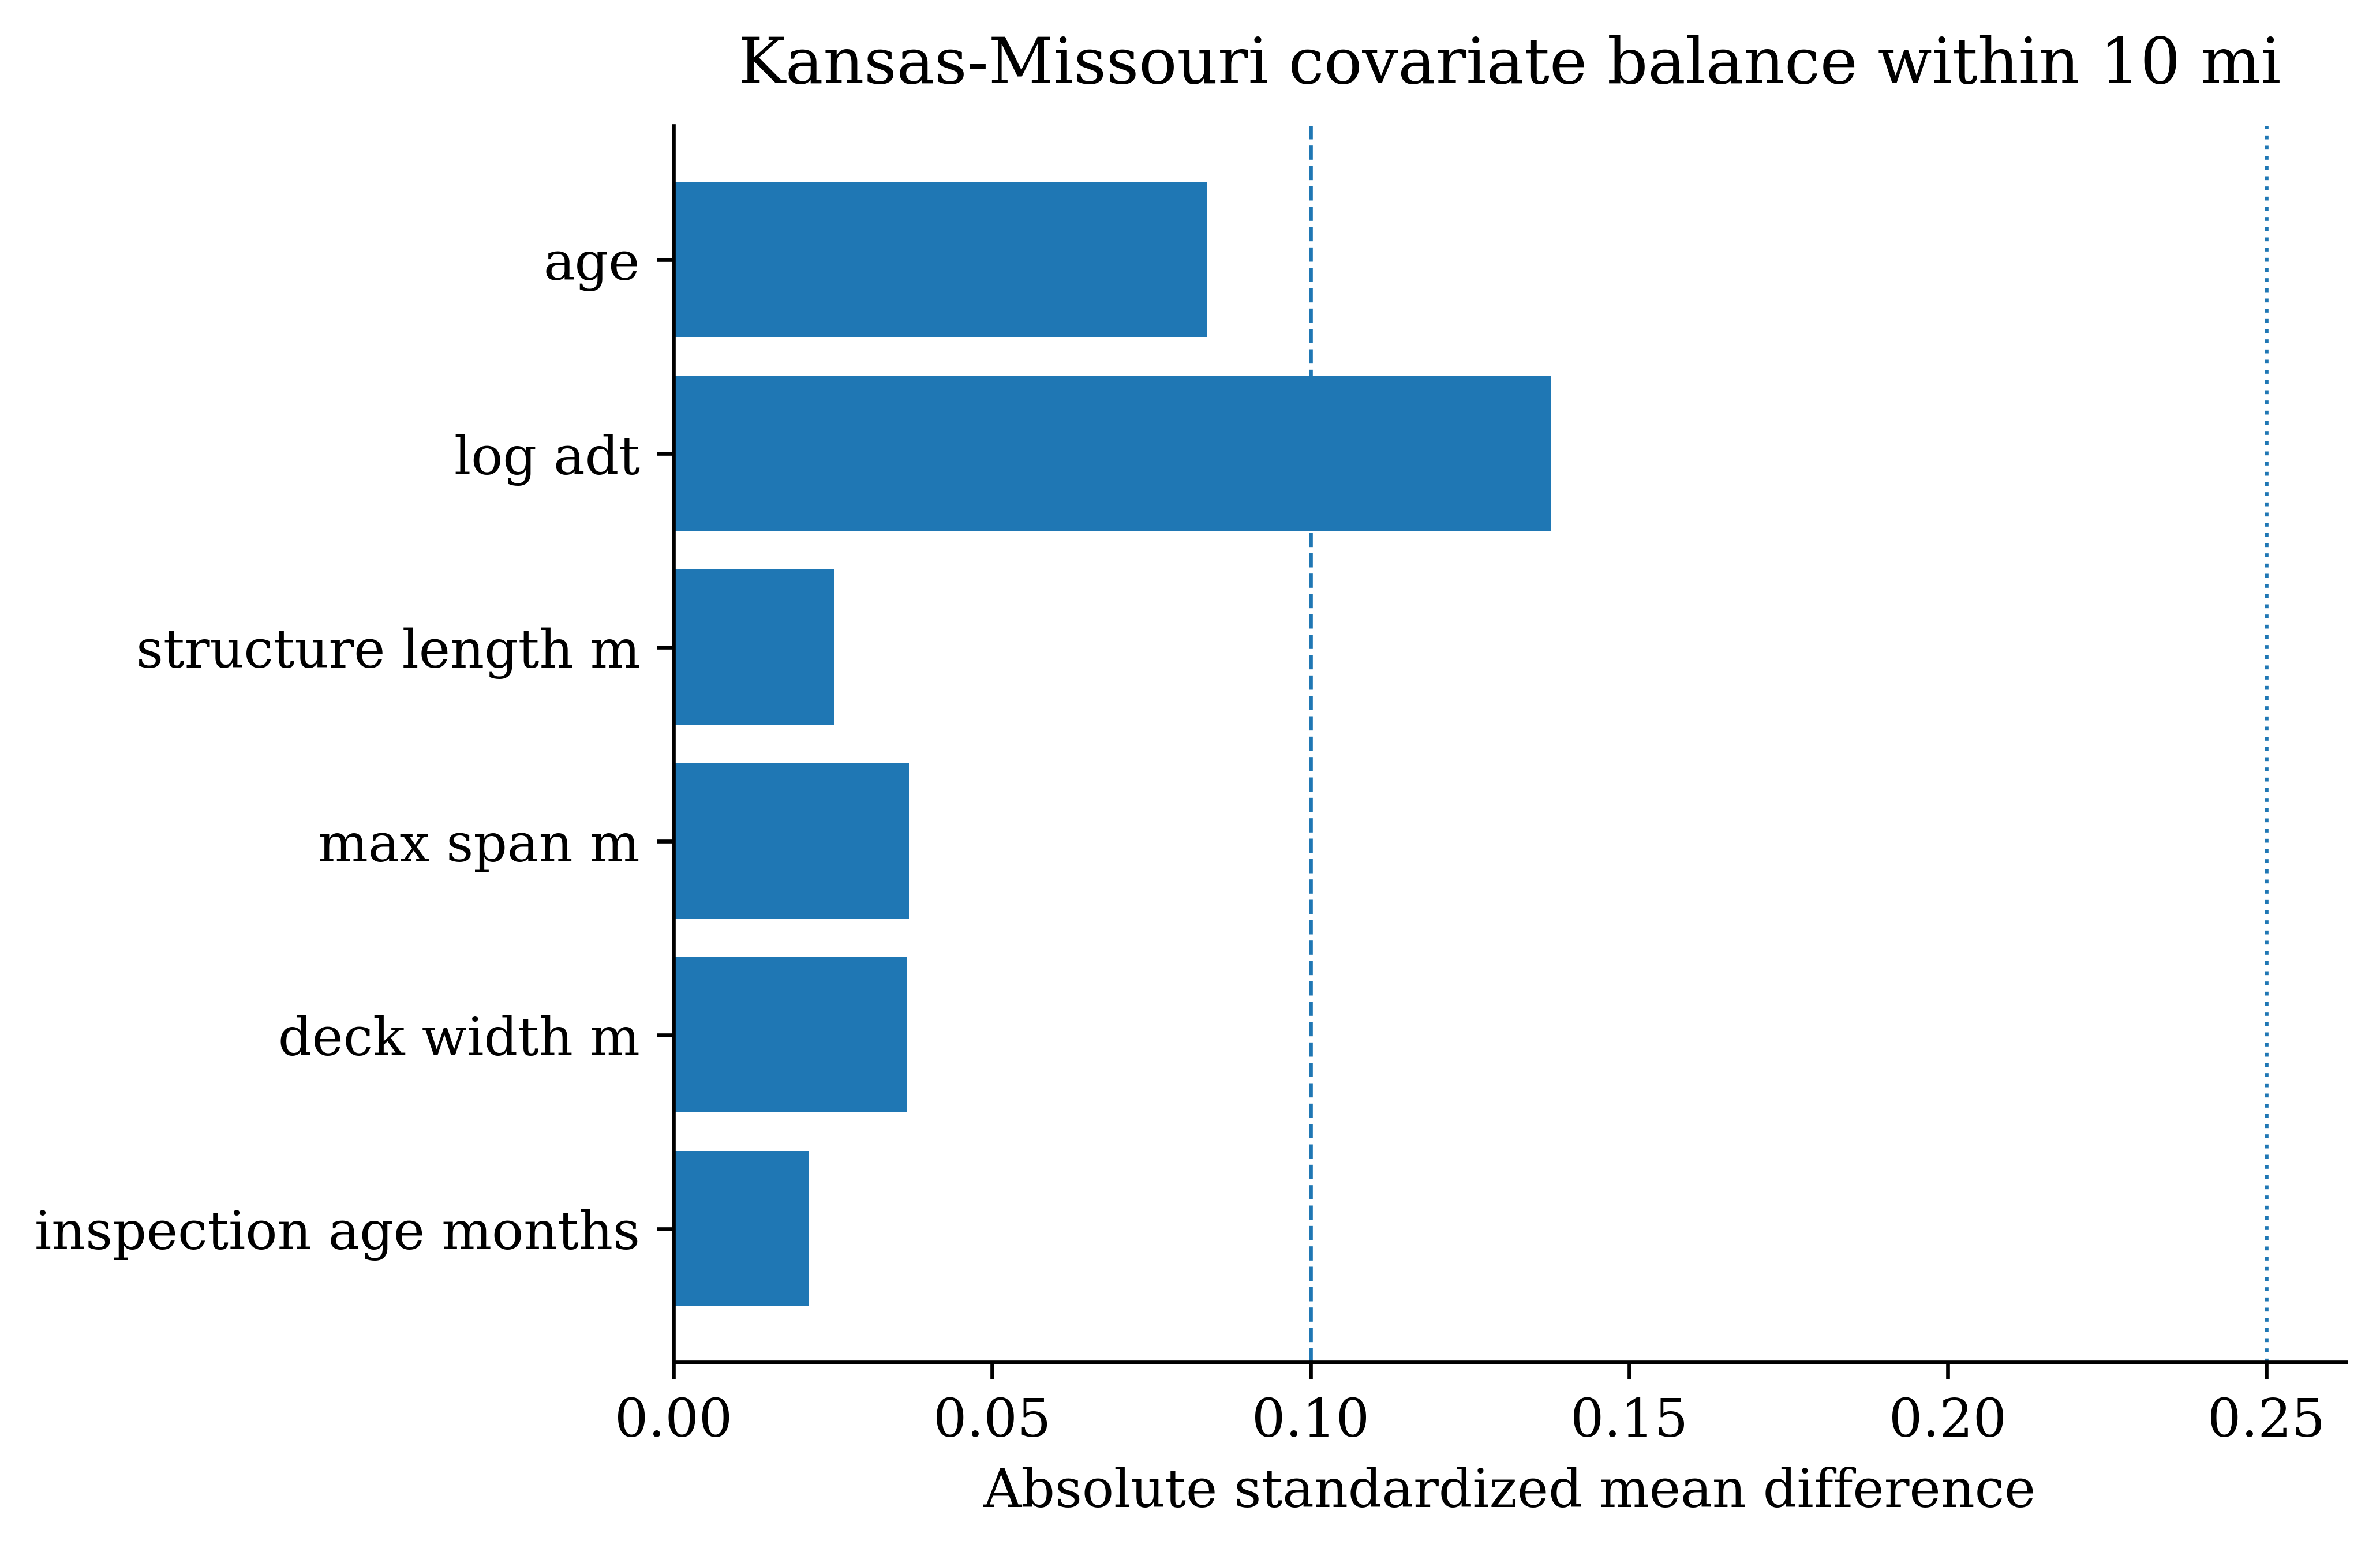 Kansas-Missouri covariate balance within 10 mi
age
log adt
structure length m
max span m
deck width m
inspection age months
0.00 0.05 0.10 0.15 0.20 0.25
Absolute standardized mean difference